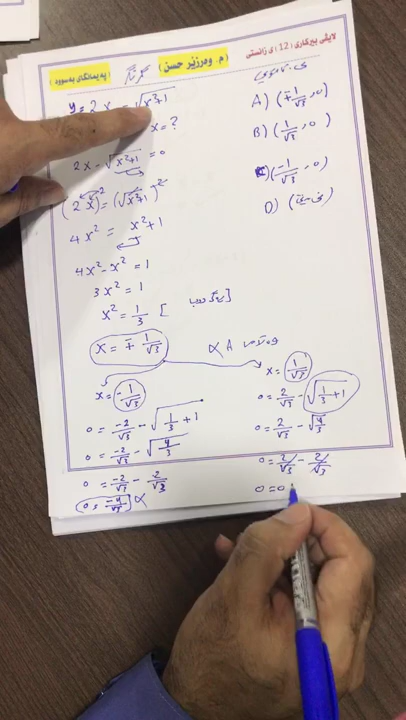 لایڤی بیرکاری (12) ی زانستی
(م. وەرزێر حسن)
(پەیمانگای بەسوود)
y = 2x - √x²+1
x = ?
2x - √x²+1 = 0
(2x)² = (√x²+1)²
4x² = x²+1
4x² - x² = 1
3x² = 1
x² = 1/3
x = ∓ 1/√3
A) (∓1/√3, 0)
B) (1/√3, 0)
C) (-1/√3, 0)
D)
x = -1/√3
0 = -2/√3 - √1/3 + 1
0 = -2/√3 - √4/3
0 = -2/√3 - 2/√3
0 = -4/√3
x = 1/√3
0 = 2/√3 - √1/3 + 1
0 = 2/√3 - √4/3
0 = 2/√3 - 2/√3
0 = 0